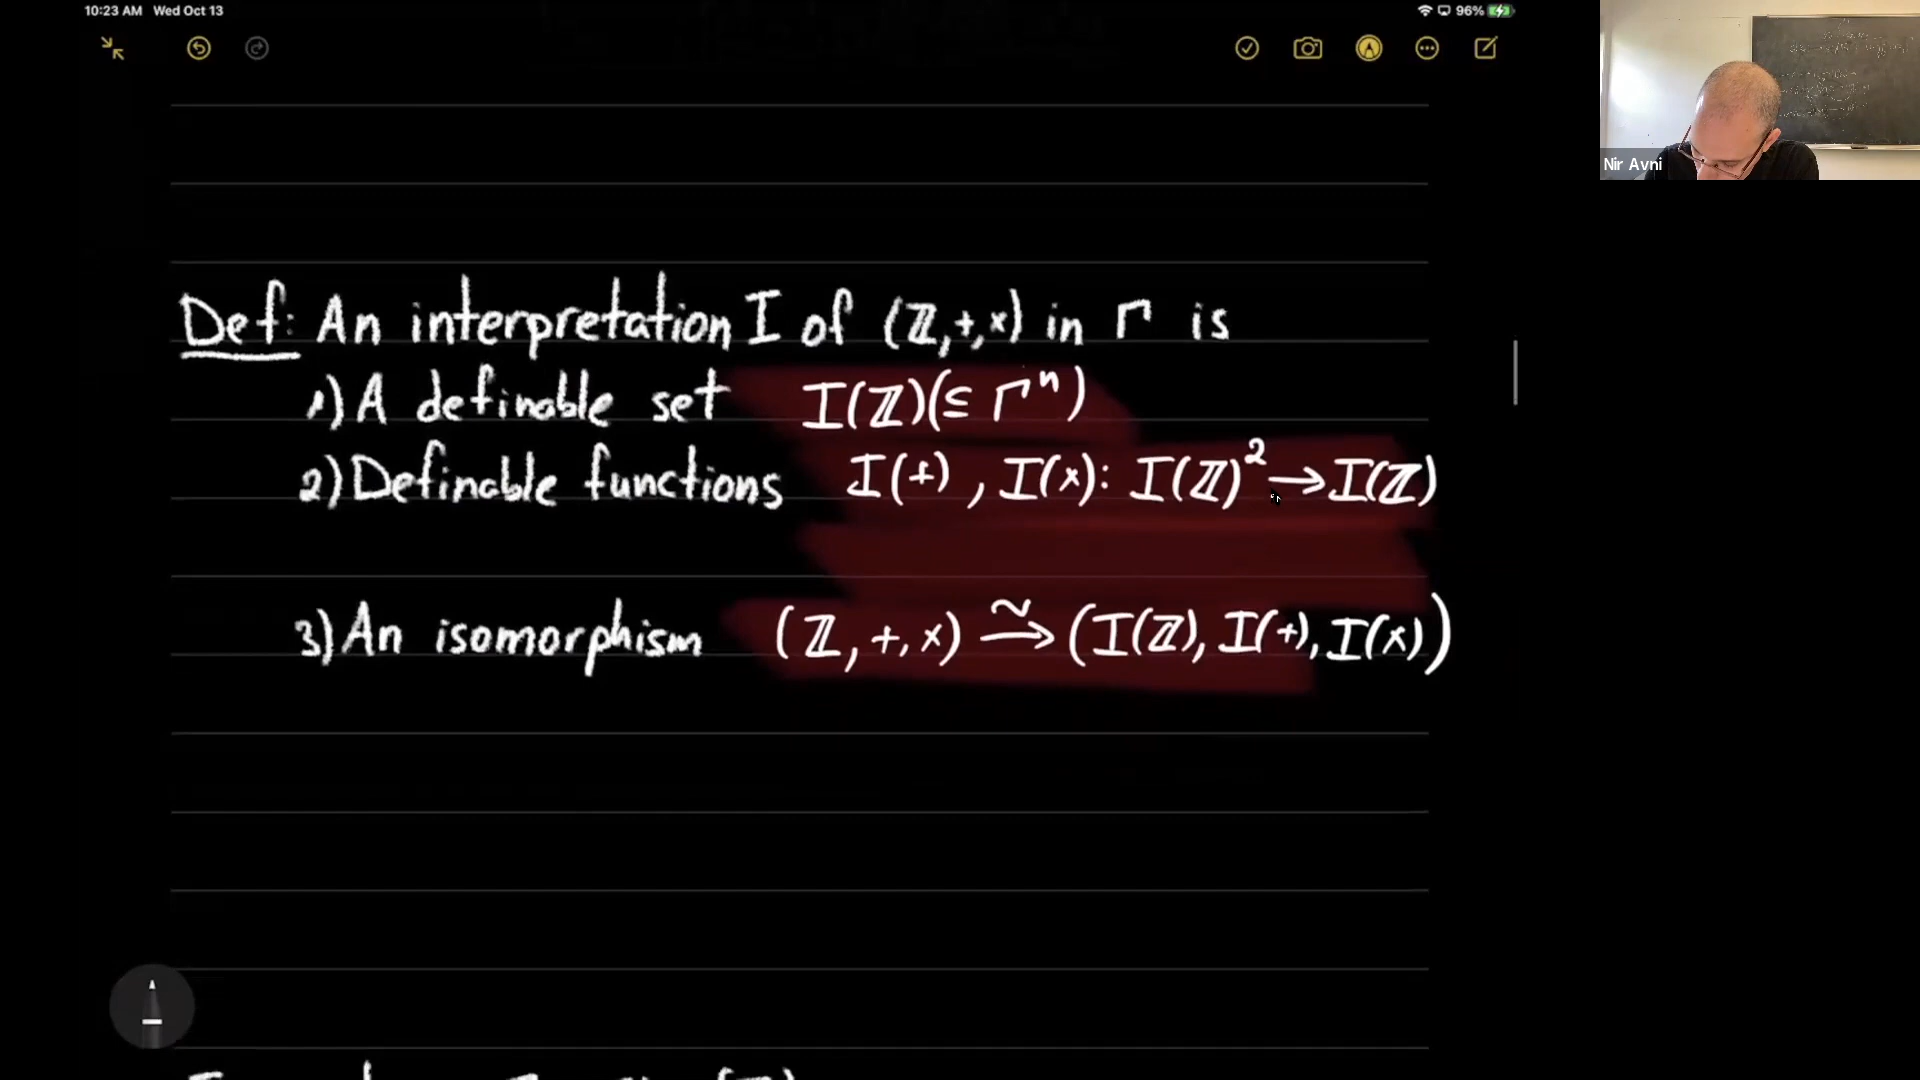 10:23 AM Wed Oct 13
96%
Nir Avni
Def: An interpretation I of (ℤ,+,×) in Γ is
1) A definable set I(ℤ)(⊆ Γⁿ)
2) Definable functions I(+), I(×): I(ℤ)² → I(ℤ)
3) An isomorphism (ℤ,+,×) ⥲ (I(ℤ), I(+), I(×))